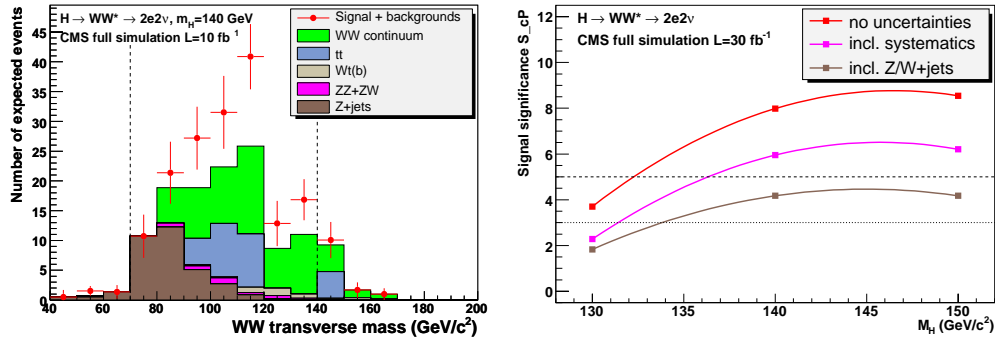 H → WW* → 2e2ν, m_H=140 GeV
CMS full simulation L=10 fb⁻¹
Signal + backgrounds
WW continuum
tt
Wt(b)
ZZ+ZW
Z+jets
Number of expected events
45
40
35
30
25
20
15
10
5
0
40 60 80 100 120 140 160 180 200
WW transverse mass (GeV/c²)
H → WW* → 2e2ν
CMS full simulation L=30 fb⁻¹
no uncertainties
incl. systematics
incl. Z/W+jets
Signal significance S_cP
12
10
8
6
4
2
0
130 135 140 145 150
M_H [GeV/c²]